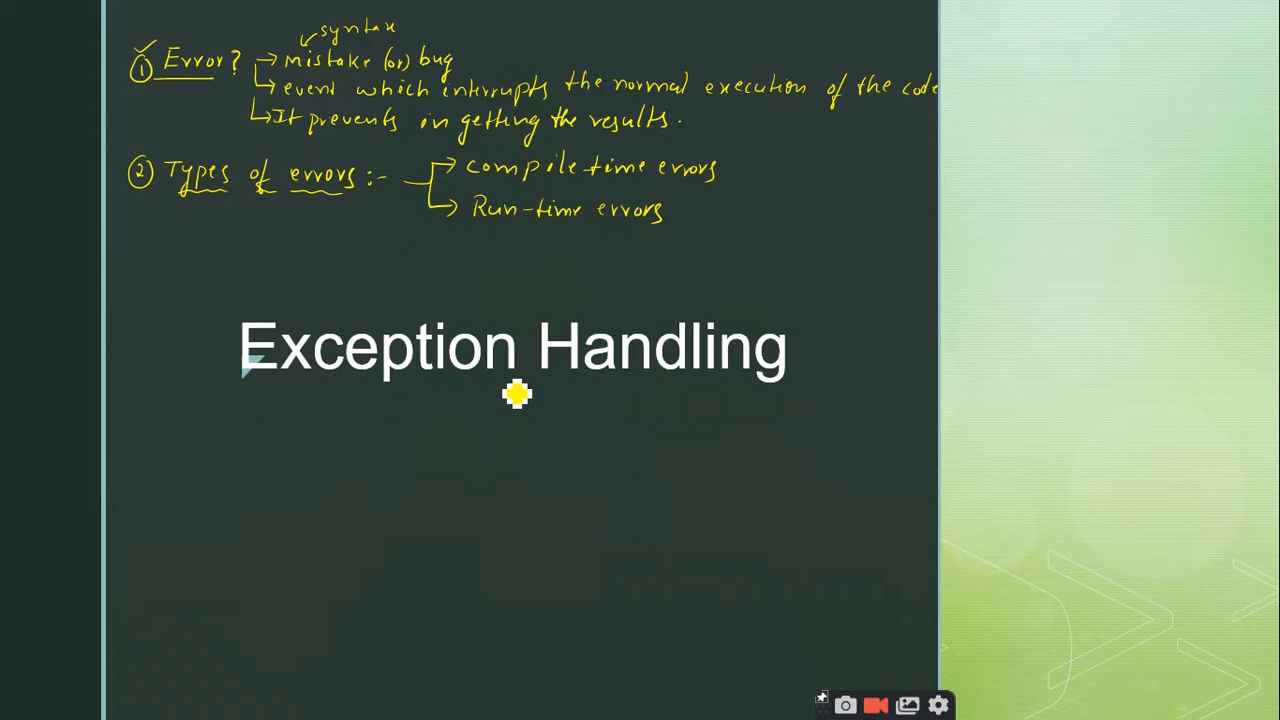 syntax
① Error? → mistake (or) bug
→ event which interrupts the normal execution of the code
→ It prevents in getting the results.
② Types of errors :- → compile-time errors
→ Run-time errors
Exception Handling